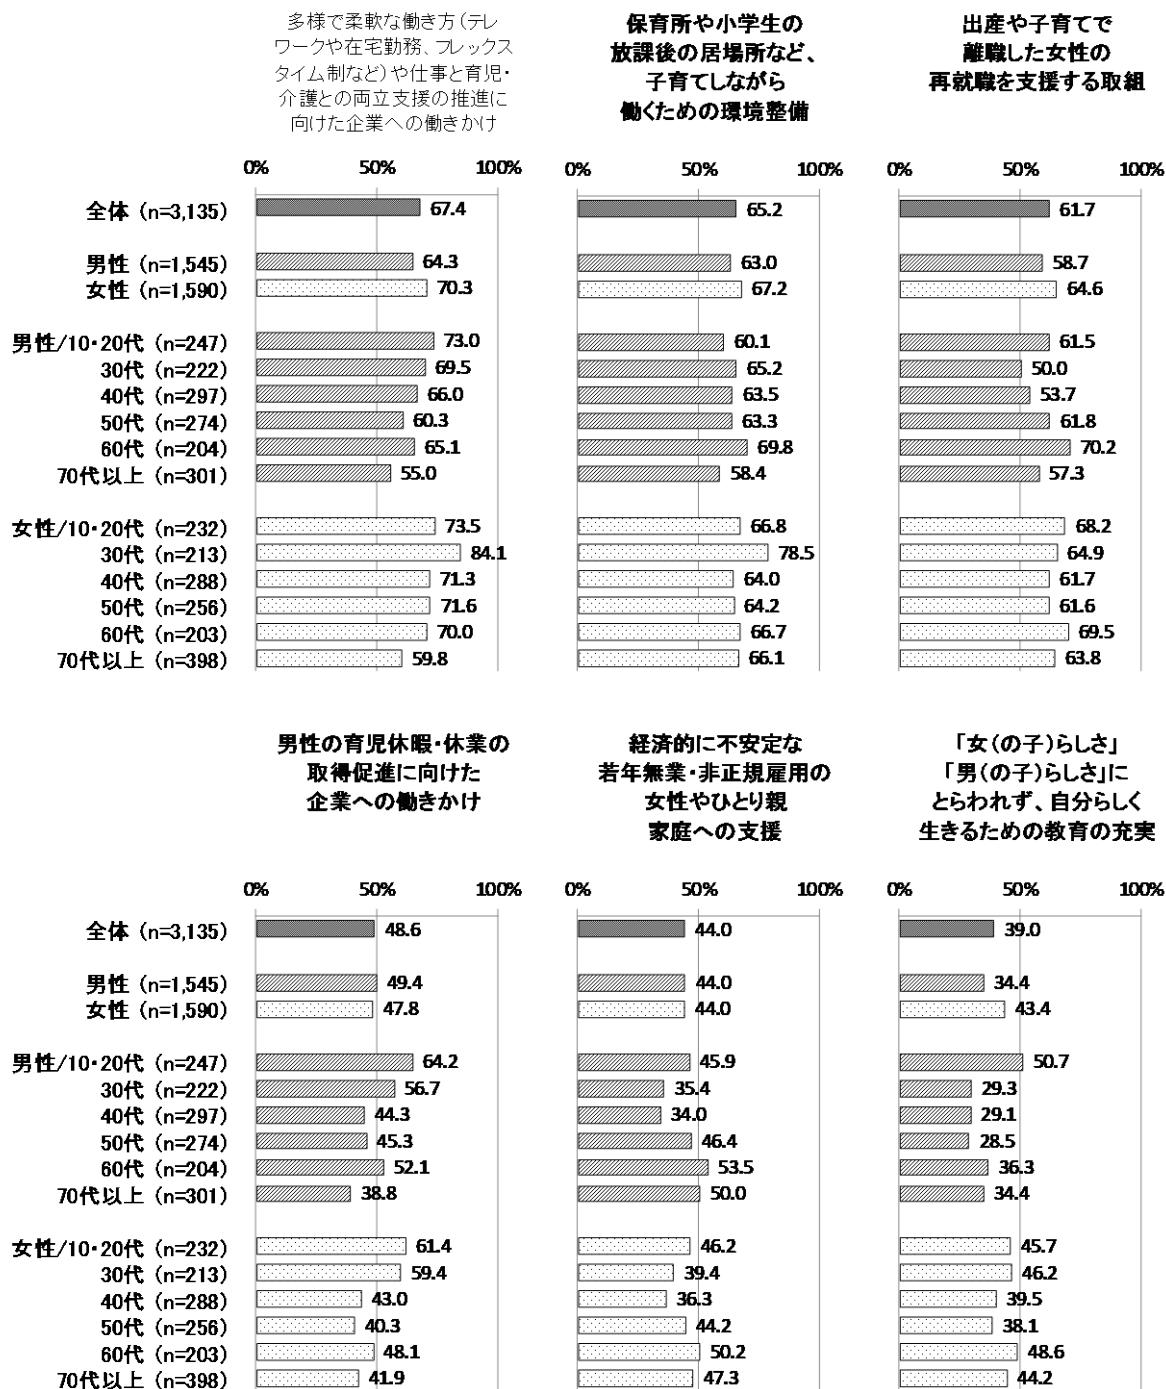 多様で柔軟な働き方(テレ
ワークや在宅勤務、フレックス
タイム制など)や仕事と育児・
介護との両立支援の推進に
向けた企業への働きかけ
保育所や小学生の
放課後の居場所など、
子育てしながら
働くための環境整備
出産や子育てで
離職した女性の
再就職を支援する取組
0% 50% 100% 0% 50% 100% 0% 50% 100%
全体 (n=3,135) 67.4 65.2 61.7
男性 (n=1,545) 64.3 63.0 58.7
女性 (n=1,590) 70.3 67.2 64.6
男性/10・20代 (n=247) 73.0 60.1 61.5
30代 (n=222) 69.5 65.2 50.0
40代 (n=297) 66.0 63.5 53.7
50代 (n=274) 60.3 63.3 61.8
60代 (n=204) 65.1 69.8 70.2
70代以上 (n=301) 55.0 58.4 57.3
女性/10・20代 (n=232) 73.5 66.8 68.2
30代 (n=213) 84.1 78.5 64.9
40代 (n=288) 71.3 64.0 61.7
50代 (n=256) 71.6 64.2 61.6
60代 (n=203) 70.0 66.7 69.5
70代以上 (n=398) 59.8 66.1 63.8
男性の育児休暇・休業の
取得促進に向けた
企業への働きかけ
経済的に不安定な
若年無業・非正規雇用の
女性やひとり親
家庭への支援
「女(の子)らしさ」
「男(の子)らしさ」に
とらわれず、自分らしく
生きるための教育の充実
0% 50% 100% 0% 50% 100% 0% 50% 100%
全体 (n=3,135) 48.6 44.0 39.0
男性 (n=1,545) 49.4 44.0 34.4
女性 (n=1,590) 47.8 44.0 43.4
男性/10・20代 (n=247) 64.2 45.9 50.7
30代 (n=222) 56.7 35.4 29.3
40代 (n=297) 44.3 34.0 29.1
50代 (n=274) 45.3 46.4 28.5
60代 (n=204) 52.1 53.5 36.3
70代以上 (n=301) 38.8 50.0 34.4
女性/10・20代 (n=232) 61.4 46.2 45.7
30代 (n=213) 59.4 39.4 46.2
40代 (n=288) 43.0 36.3 39.5
50代 (n=256) 40.3 44.2 38.1
60代 (n=203) 48.1 50.2 48.6
70代以上 (n=398) 41.9 47.3 44.2